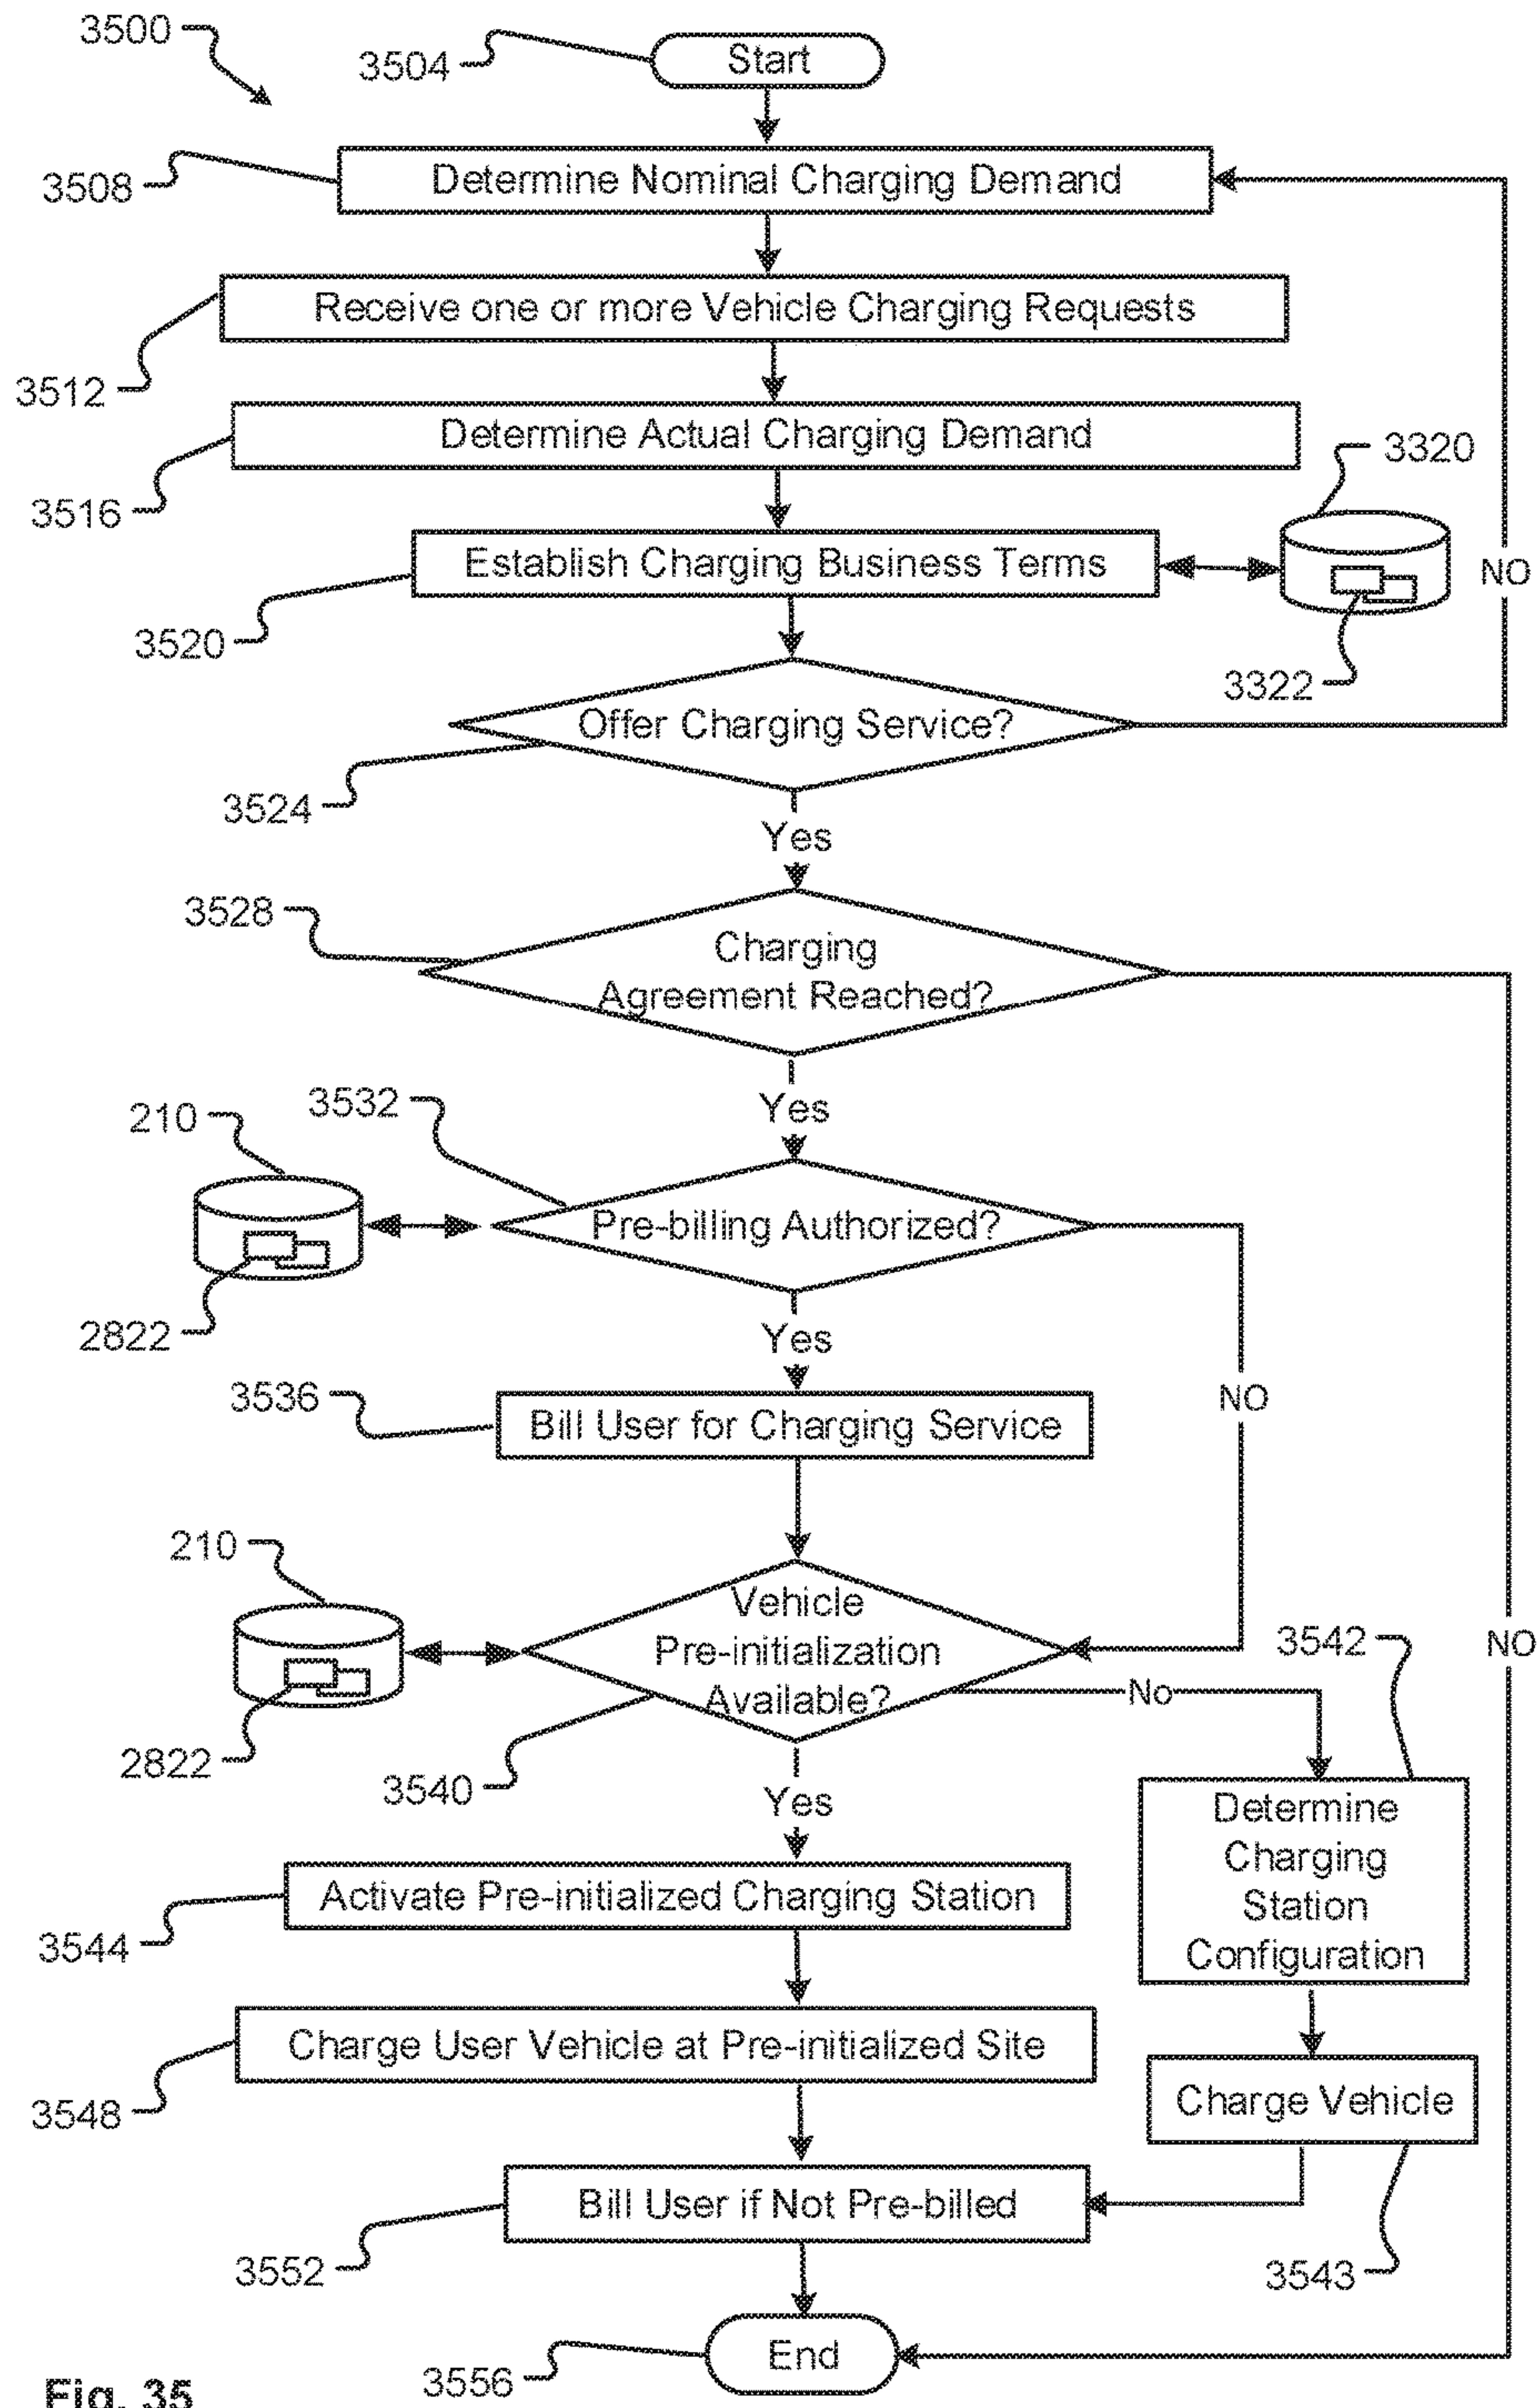 3500
3504
Start
3508
Determine Nominal Charging Demand
Receive one or more Vehicle Charging Requests
3512
Determine Actual Charging Demand
3516
3320
Establish Charging Business Terms
NO
3520
3322
Offer Charging Service?
3524
Yes
3528
Charging
Agreement Reached?
3532
210
Yes
Pre-billing Authorized?
2822
Yes
3536
NO
Bill User for Charging Service
210
Vehicle
Pre-initialization
Available?
3542
NO
No
2822
3540
Yes
Determine
Charging
Station
Configuration
Activate Pre-initialized Charging Station
3544
Charge User Vehicle at Pre-initialized Site
3548
Charge Vehicle
Bill User if Not Pre-billed
3552
3543
End
3556
Fig. 35